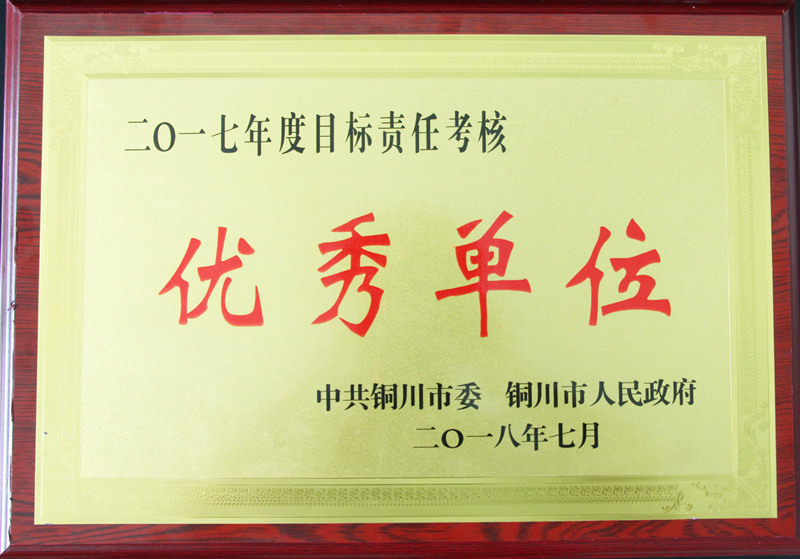 二〇一七年度目标责任考核
优秀单位
中共铜川市委 铜川市人民政府
二〇一八年七月